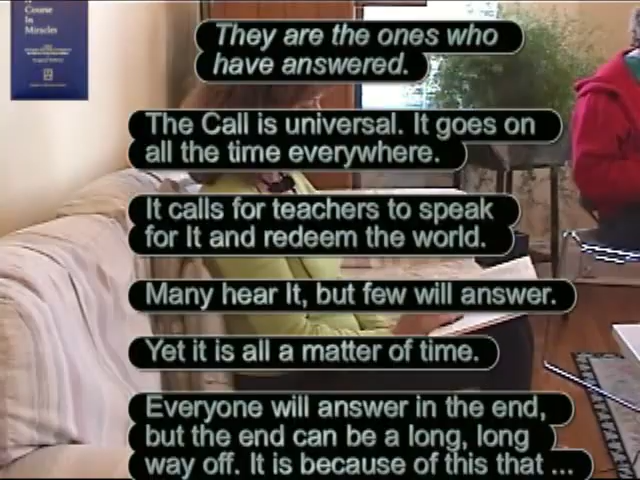 Course
In
Miracles
They are the ones who
have answered.
The Call is universal. It goes on
all the time everywhere.
It calls for teachers to speak
for It and redeem the world.
Many hear It, but few will answer.
Yet it is all a matter of time.
Everyone will answer in the end,
but the end can be a long, long
way off. It is because of this that ...